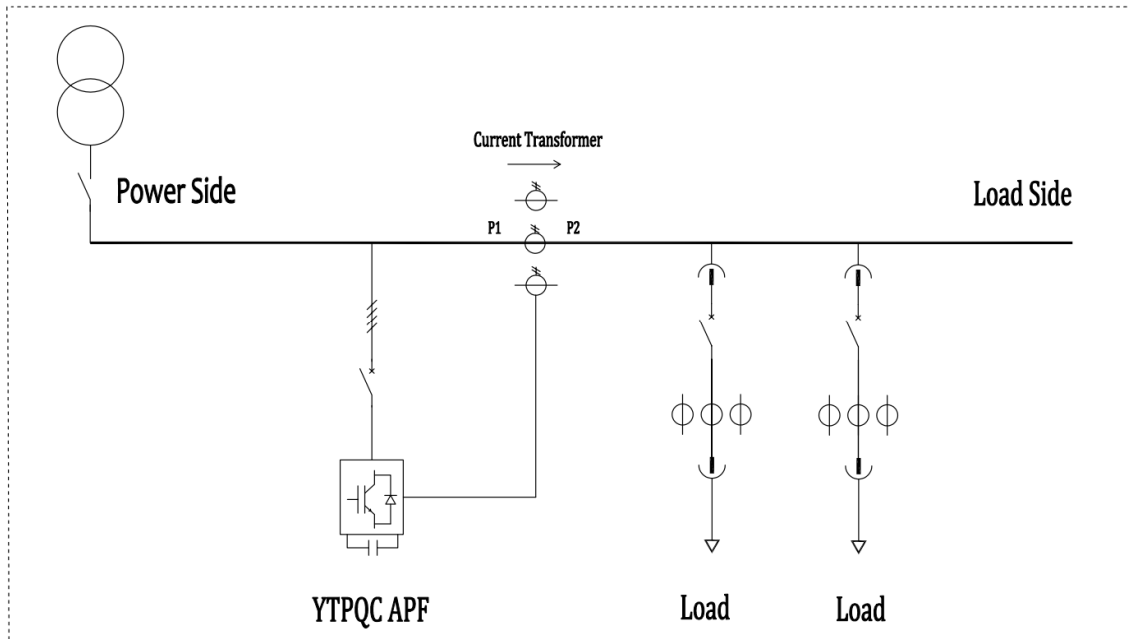 Current Transformer
Power Side
Load Side
P1
P2
YTPQC APF
Load
Load